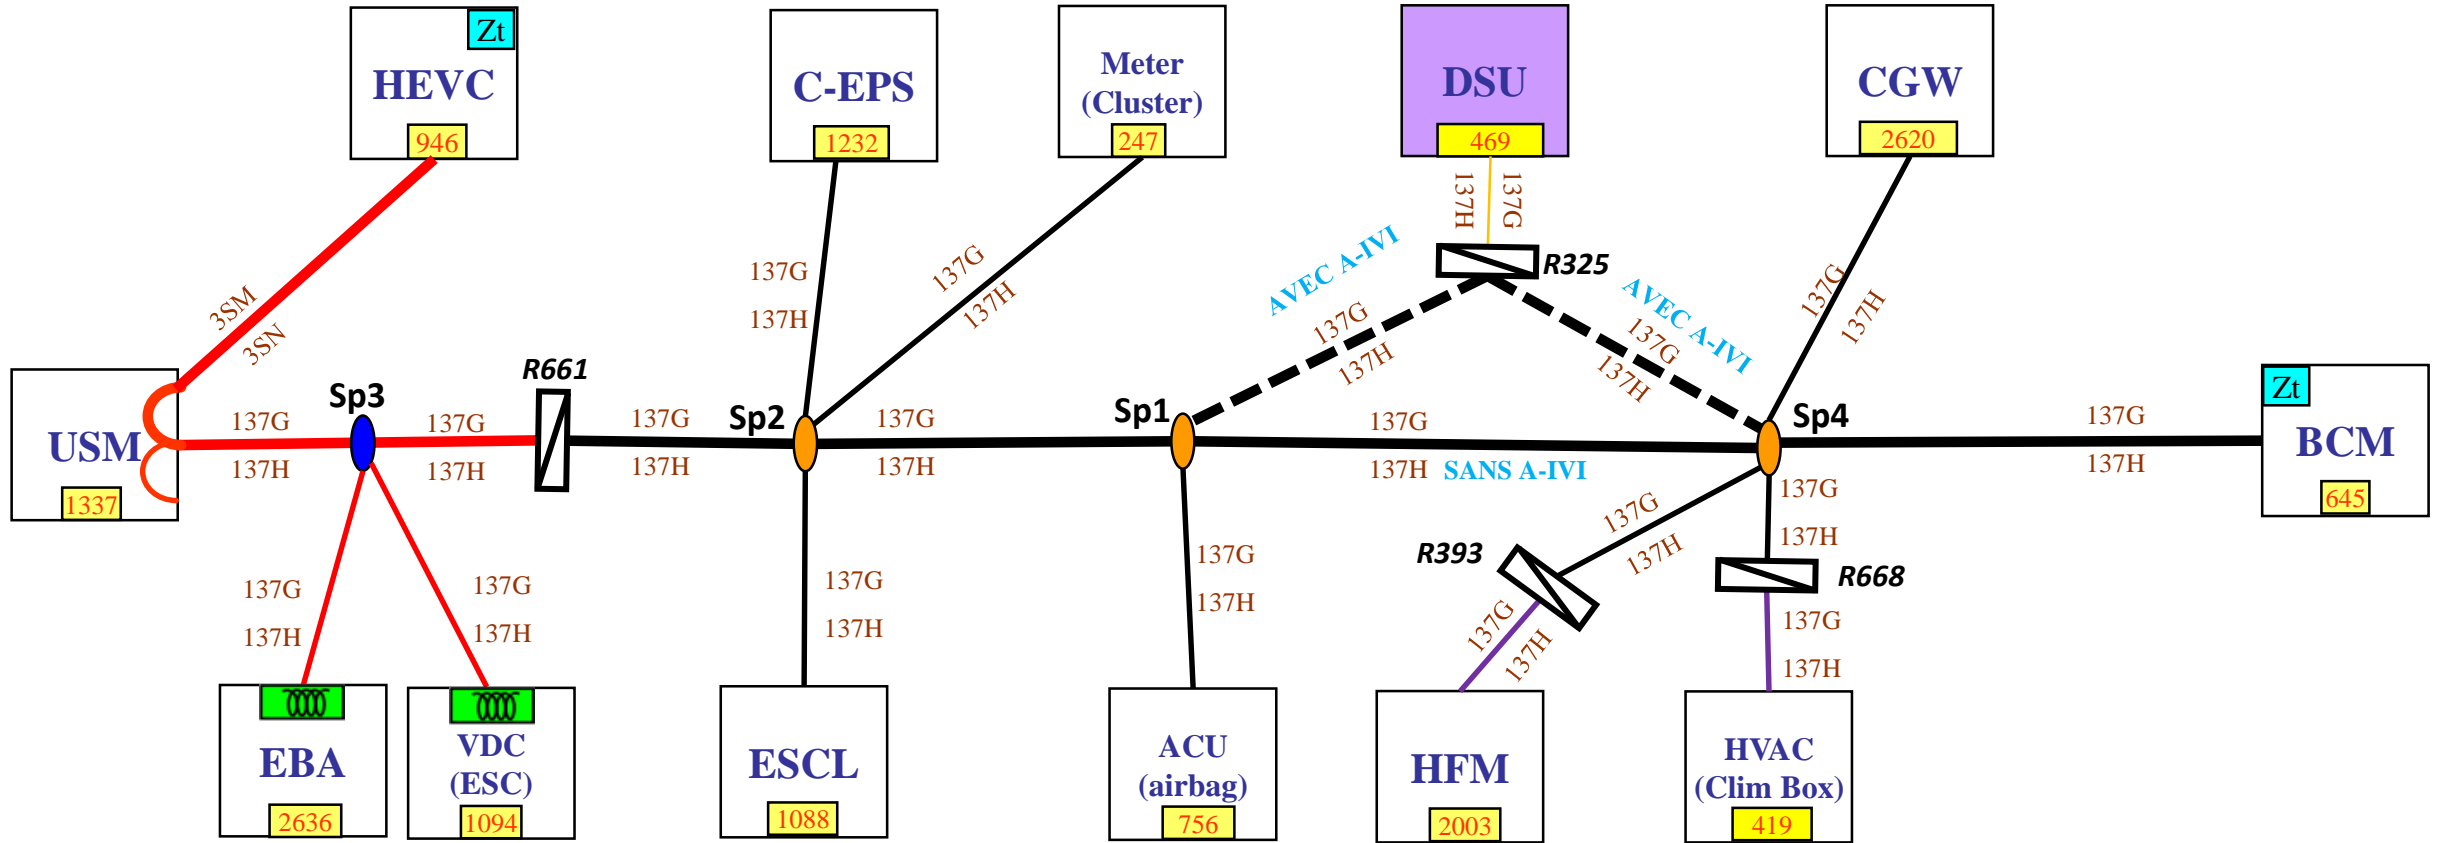 Zt
HEVC
946
C-EPS
1232
Meter
(Cluster)
247
DSU
469
CGW
2620
137H
137G
3SM
3SN
137G
137H
137G
137H
AVEC A-IVI
137G
137H
R325
AVEC A-IVI
137G
137H
137G
137H
USM
1337
137G
137H
Sp3
137G
137H
R661
137G
137H
Sp2
137G
137H
Sp1
137G
137H
SANS A-IVI
Sp4
137G
137H
Zt
BCM
645
137G
137H
137G
137H
137G
137H
137G
137H
137G
137H
R393
137G
137H
137G
137H
R668
137G
137H
EBA
2636
VDC
(ESC)
1094
ESCL
1088
ACU
(airbag)
756
HFM
2003
HVAC
(Clim Box)
419